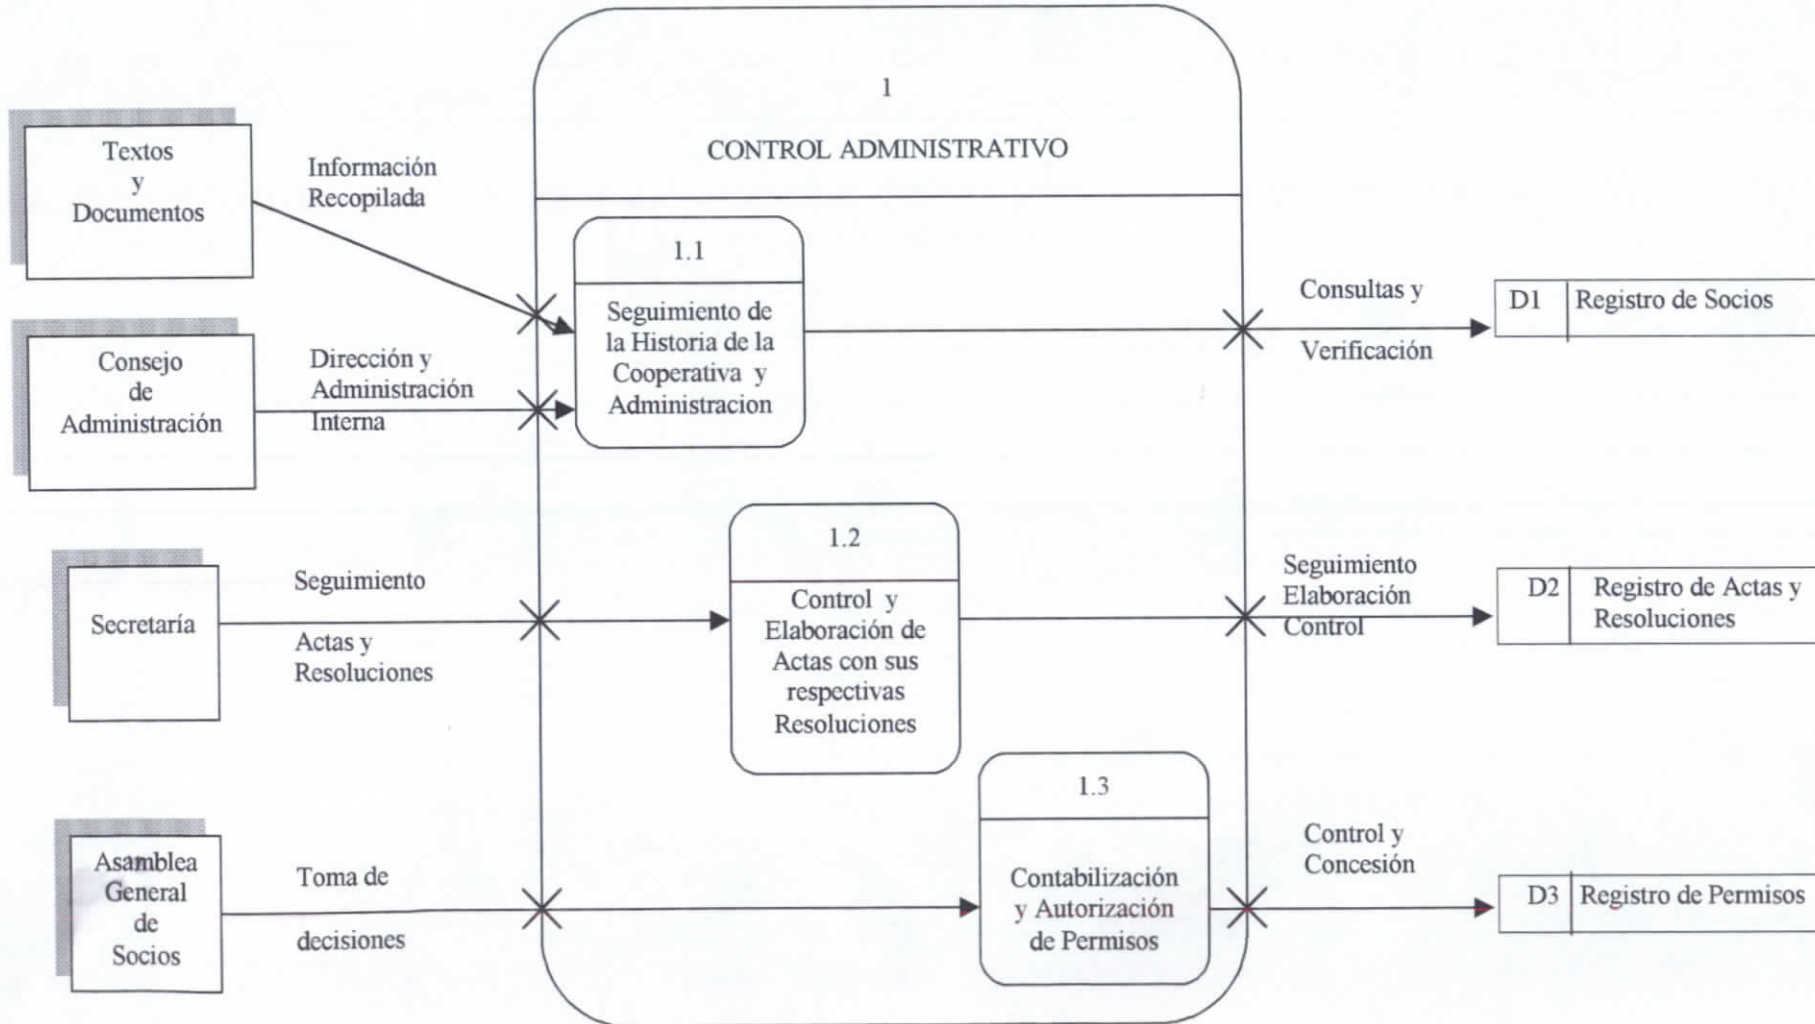 1
CONTROL ADMINISTRATIVO
Textos
y
Documentos
Información
Recopilada
1.1
Seguimiento de
la Historia de la
Cooperativa y
Administracion
Consultas y
Verificación
D1 Registro de Socios
Consejo
de
Administración
Dirección y
Administración
Interna
1.2
Control y
Elaboración de
Actas con sus
respectivas
Resoluciones
Secretaría
Seguimiento
Actas y
Resoluciones
Seguimiento
Elaboración
Control
D2 Registro de Actas y
Resoluciones
1.3
Contabilización
y Autorización
de Permisos
Asamblea
General
de
Socios
Toma de
decisiones
Control y
Concesión
D3 Registro de Permisos